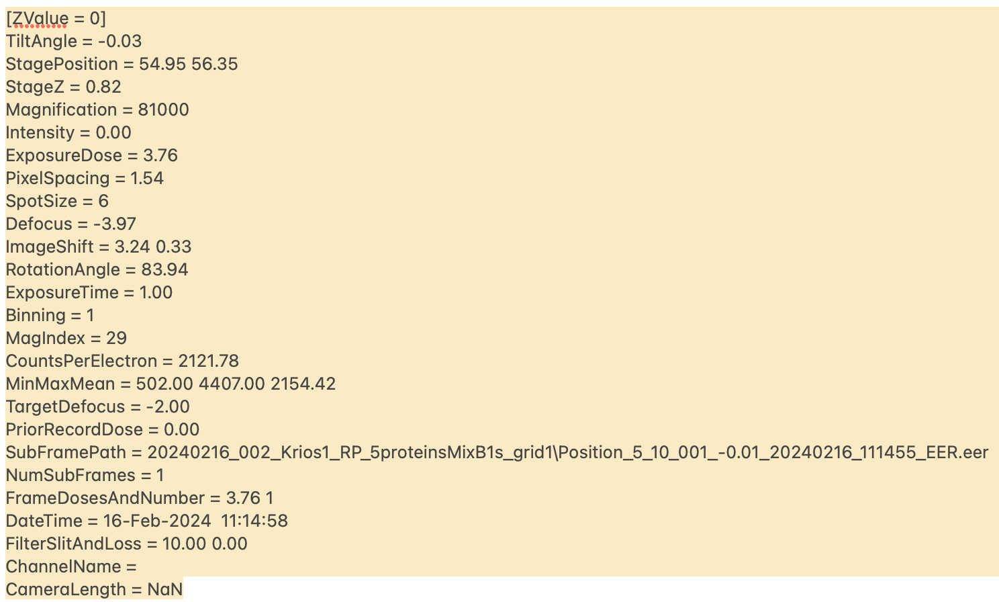 [ZValue = 0]
TiltAngle = -0.03
StagePosition = 54.95 56.35
StageZ = 0.82
Magnification = 81000
Intensity = 0.00
ExposureDose = 3.76
PixelSpacing = 1.54
SpotSize = 6
Defocus = -3.97
ImageShift = 3.24 0.33
RotationAngle = 83.94
ExposureTime = 1.00
Binning = 1
MagIndex = 29
CountsPerElectron = 2121.78
MinMaxMean = 502.00 4407.00 2154.42
TargetDefocus = -2.00
PriorRecordDose = 0.00
SubFramePath = 20240216_002_Krios1_RP_5proteinsMixB1s_grid1\Position_5_10_001_-0.01_20240216_111455_EER.eer
NumSubFrames = 1
FrameDosesAndNumber = 3.76 1
DateTime = 16-Feb-2024  11:14:58
FilterSlitAndLoss = 10.00 0.00
ChannelName =
CameraLength = NaN